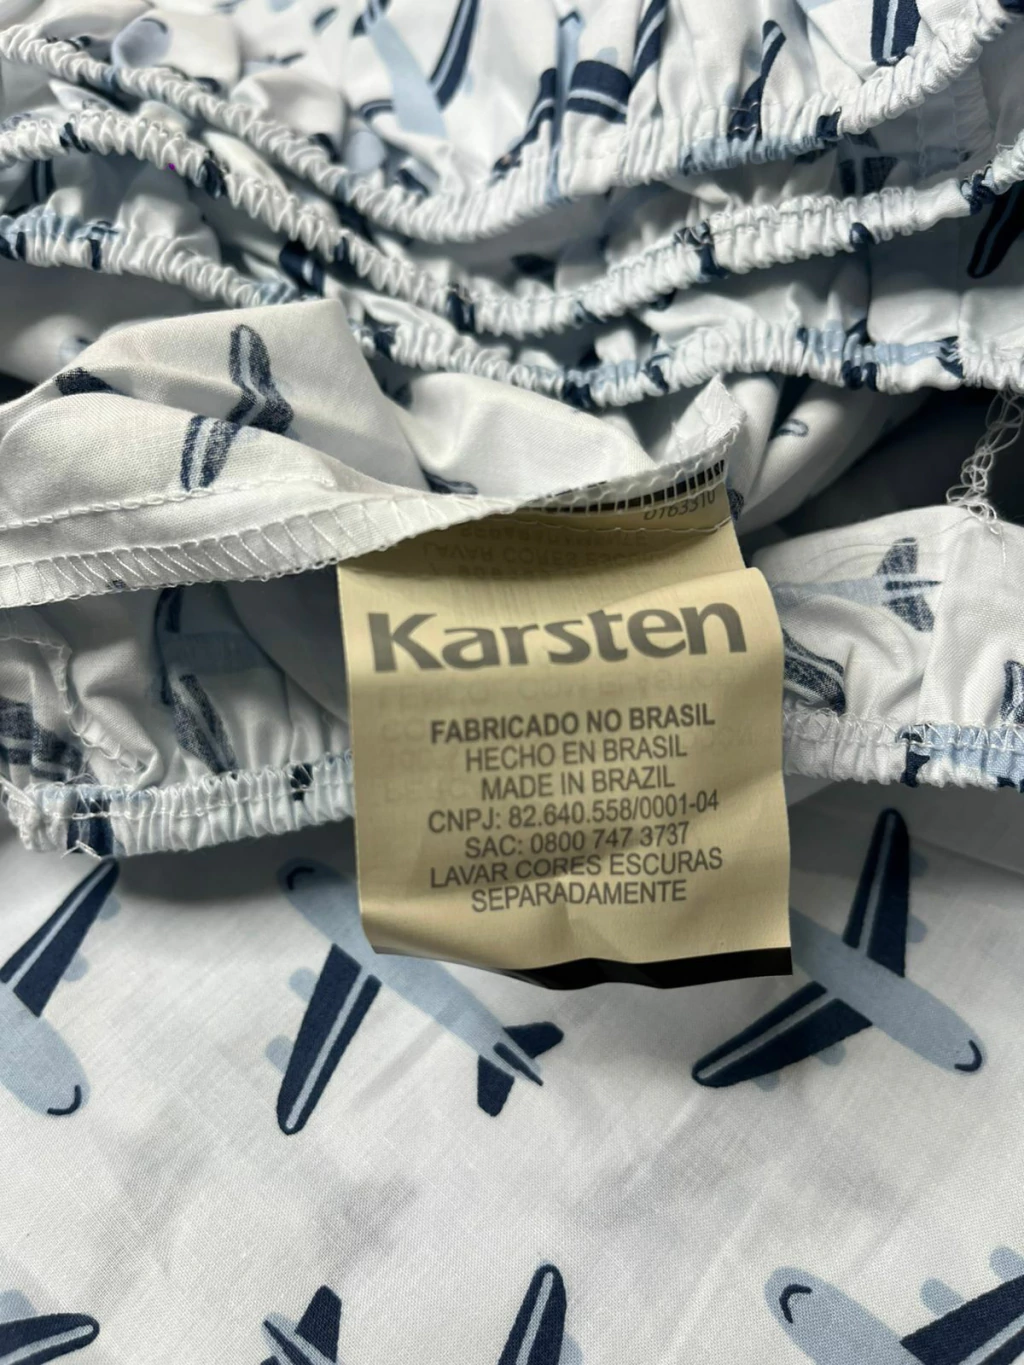 0163310
Karsten
FABRICADO NO BRASIL
HECHO EN BRASIL
MADE IN BRAZIL
CNPJ: 82.640.558/0001-04
SAC: 0800 747 3737
LAVAR CORES ESCURAS
SEPARADAMENTE